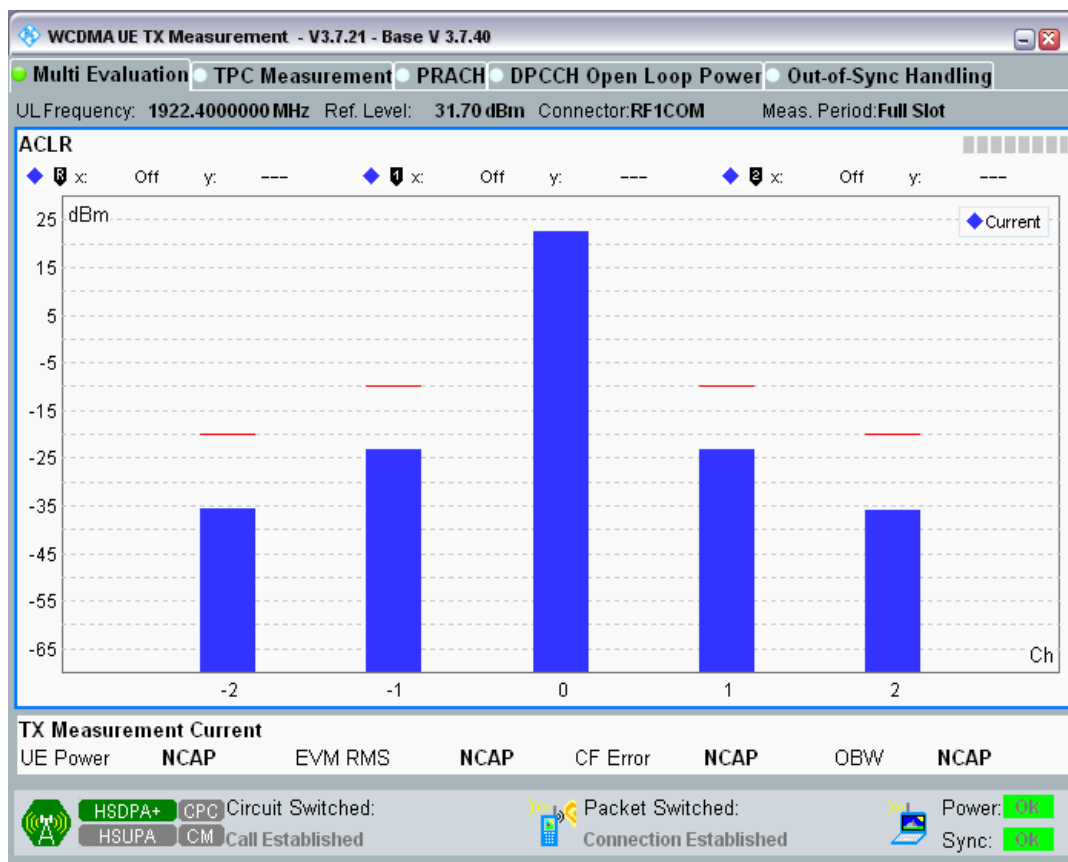 WCDMA UE TX Measurement - V3.7.21 - Base V 3.7.40
Multi Evaluation TPC Measurement PRACH DPCCH Open Loop Power Out-of-Sync Handling
UL Frequency: 1922.4000000 MHz Ref. Level: 31.70 dBm Connector:RF1COM Meas. Period:Full Slot
ACLR
R x: Off y: --- 1 x: Off y: --- 2 x: Off y: ---
dBm
Current
25
15
5
-5
-15
-25
-35
-45
-55
-65
Ch
-2 -1 0 1 2
TX Measurement Current
UE Power NCAP EVM RMS NCAP CF Error NCAP OBW NCAP
HSDPA+ CPC Circuit Switched: Packet Switched: Power: Ok
HSUPA CM Call Established Connection Established Sync: Ok